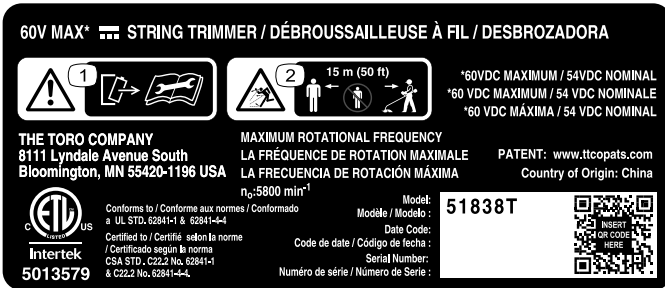 60V MAX* STRING TRIMMER / DÉBROUSSAILLEUSE À FIL / DESBROZADORA
1
2
15 m (50 ft)
*60VDC MAXIMUM / 54VDC NOMINAL
*60 VDC MAXIMUM / 54 VDC NOMINALE
*60 VDC MÁXIMA / 54 VDC NOMINAL
THE TORO COMPANY
8111 Lyndale Avenue South
Bloomington, MN 55420-1196 USA
MAXIMUM ROTATIONAL FREQUENCY
LA FRÉQUENCE DE ROTATION MAXIMALE
LA FRECUENCIA DE ROTACIÓN MÁXIMA
n₀:5800 min⁻¹
PATENT: www.ttcopats.com
Country of Origin: China
C ETL US
LISTED
Intertek
5013579
Conforms to / Conforme aux normes / Conformado
a UL STD. 62841-1 & 62841-4-4
Certified to / Certifié selon la norme
/ Certificado según la norma
CSA STD . C22.2 No. 62841-1
& C22.2 No. 62841-4-4.
Model:
Modèle / Modelo :
51838T
Date Code:
Code de date / Código de fecha :
Serial Number:
Numéro de série / Número de Serie :
INSERT
QR CODE
HERE